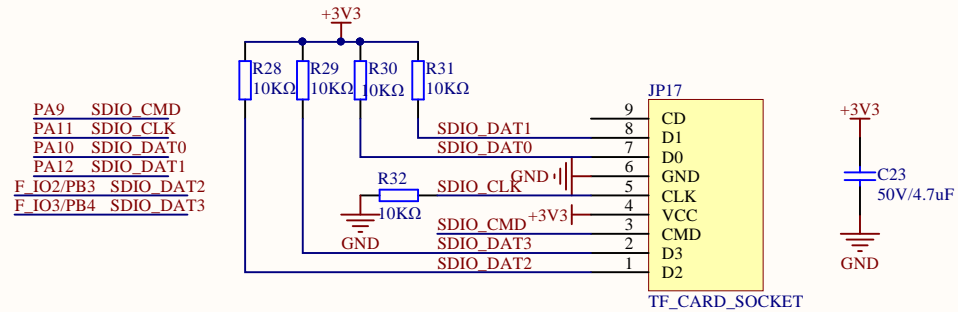 +3V3
R28
10KΩ
R29
10KΩ
R30
10KΩ
R31
10KΩ
PA9 SDIO_CMD
PA11 SDIO_CLK
PA10 SDIO_DAT0
PA12 SDIO_DAT1
F_IO2/PB3 SDIO_DAT2
F_IO3/PB4 SDIO_DAT3
R32
10KΩ
GND
SDIO_DAT1
SDIO_DAT0
GND
SDIO_CLK
+3V3
SDIO_CMD
SDIO_DAT3
SDIO_DAT2
JP17
9 CD
8 D1
7 D0
6 GND
5 CLK
4 VCC
3 CMD
2 D3
1 D2
TF_CARD_SOCKET
+3V3
C23
50V/4.7uF
GND